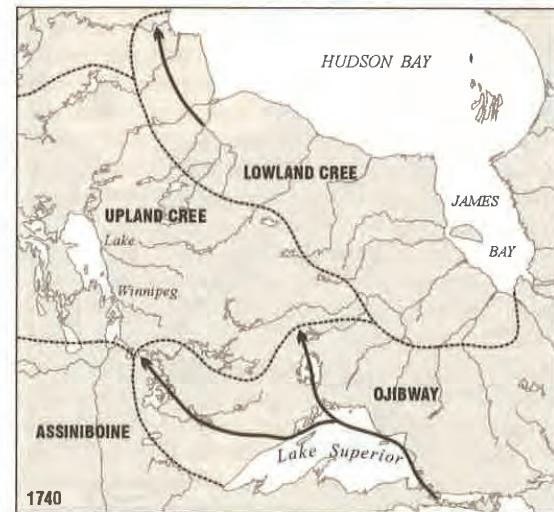 HUDSON BAY
LOWLAND CREE
UPLAND CREE
JAMES
BAY
Lake
Winnipeg
OJIBWAY
ASSINIBOINE
Lake Superior
1740